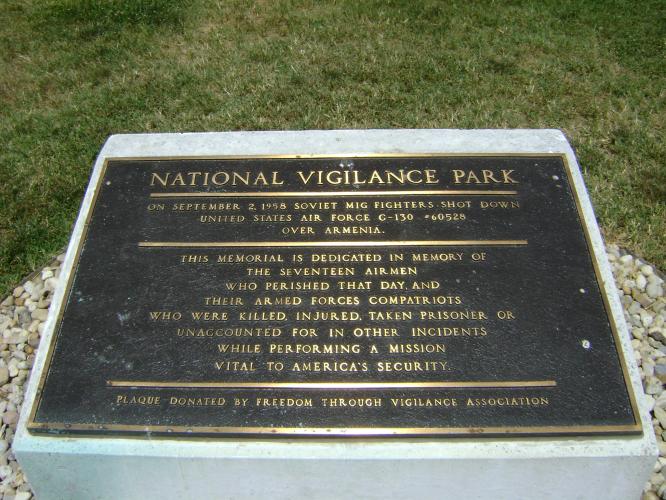 NATIONAL VIGILANCE PARK
ON SEPTEMBER 2, 1958 SOVIET MIG FIGHTERS SHOT DOWN
UNITED STATES AIR FORCE C-130 #60528
OVER ARMENIA.
THIS MEMORIAL IS DEDICATED IN MEMORY OF
THE SEVENTEEN AIRMEN
WHO PERISHED THAT DAY, AND
THEIR ARMED FORCES COMPATRIOTS
WHO WERE KILLED, INJURED, TAKEN PRISONER OR
UNACCOUNTED FOR IN OTHER INCIDENTS
WHILE PERFORMING A MISSION
VITAL TO AMERICA'S SECURITY.
PLAQUE DONATED BY FREEDOM THROUGH VIGILANCE ASSOCIATION